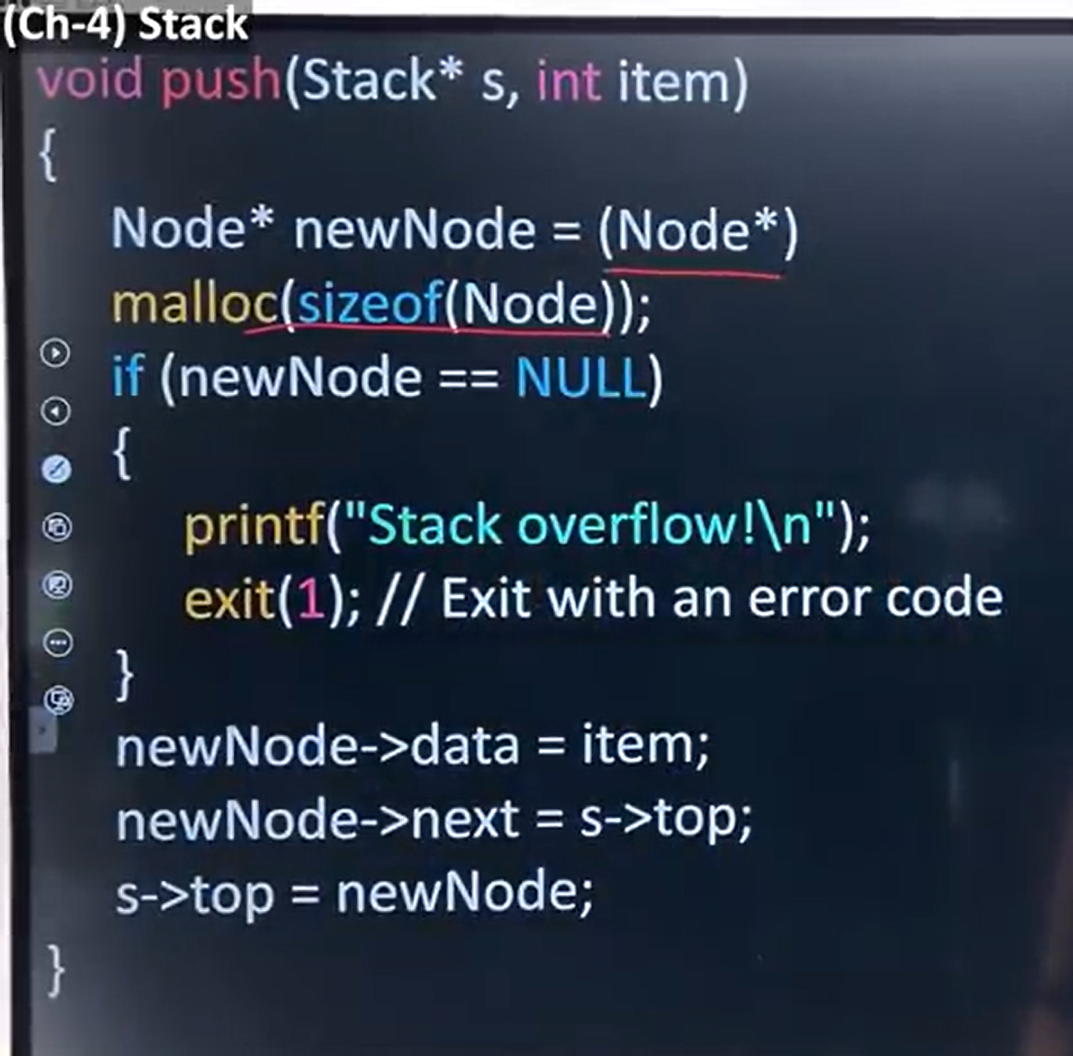 (Ch-4) Stack
void push(Stack* s, int item)
{
Node* newNode = (Node*)
malloc(sizeof(Node));
if (newNode == NULL)
{
printf("Stack overflow!\n");
exit(1); // Exit with an error code
}
newNode->data = item;
newNode->next = s->top;
s->top = newNode;
}